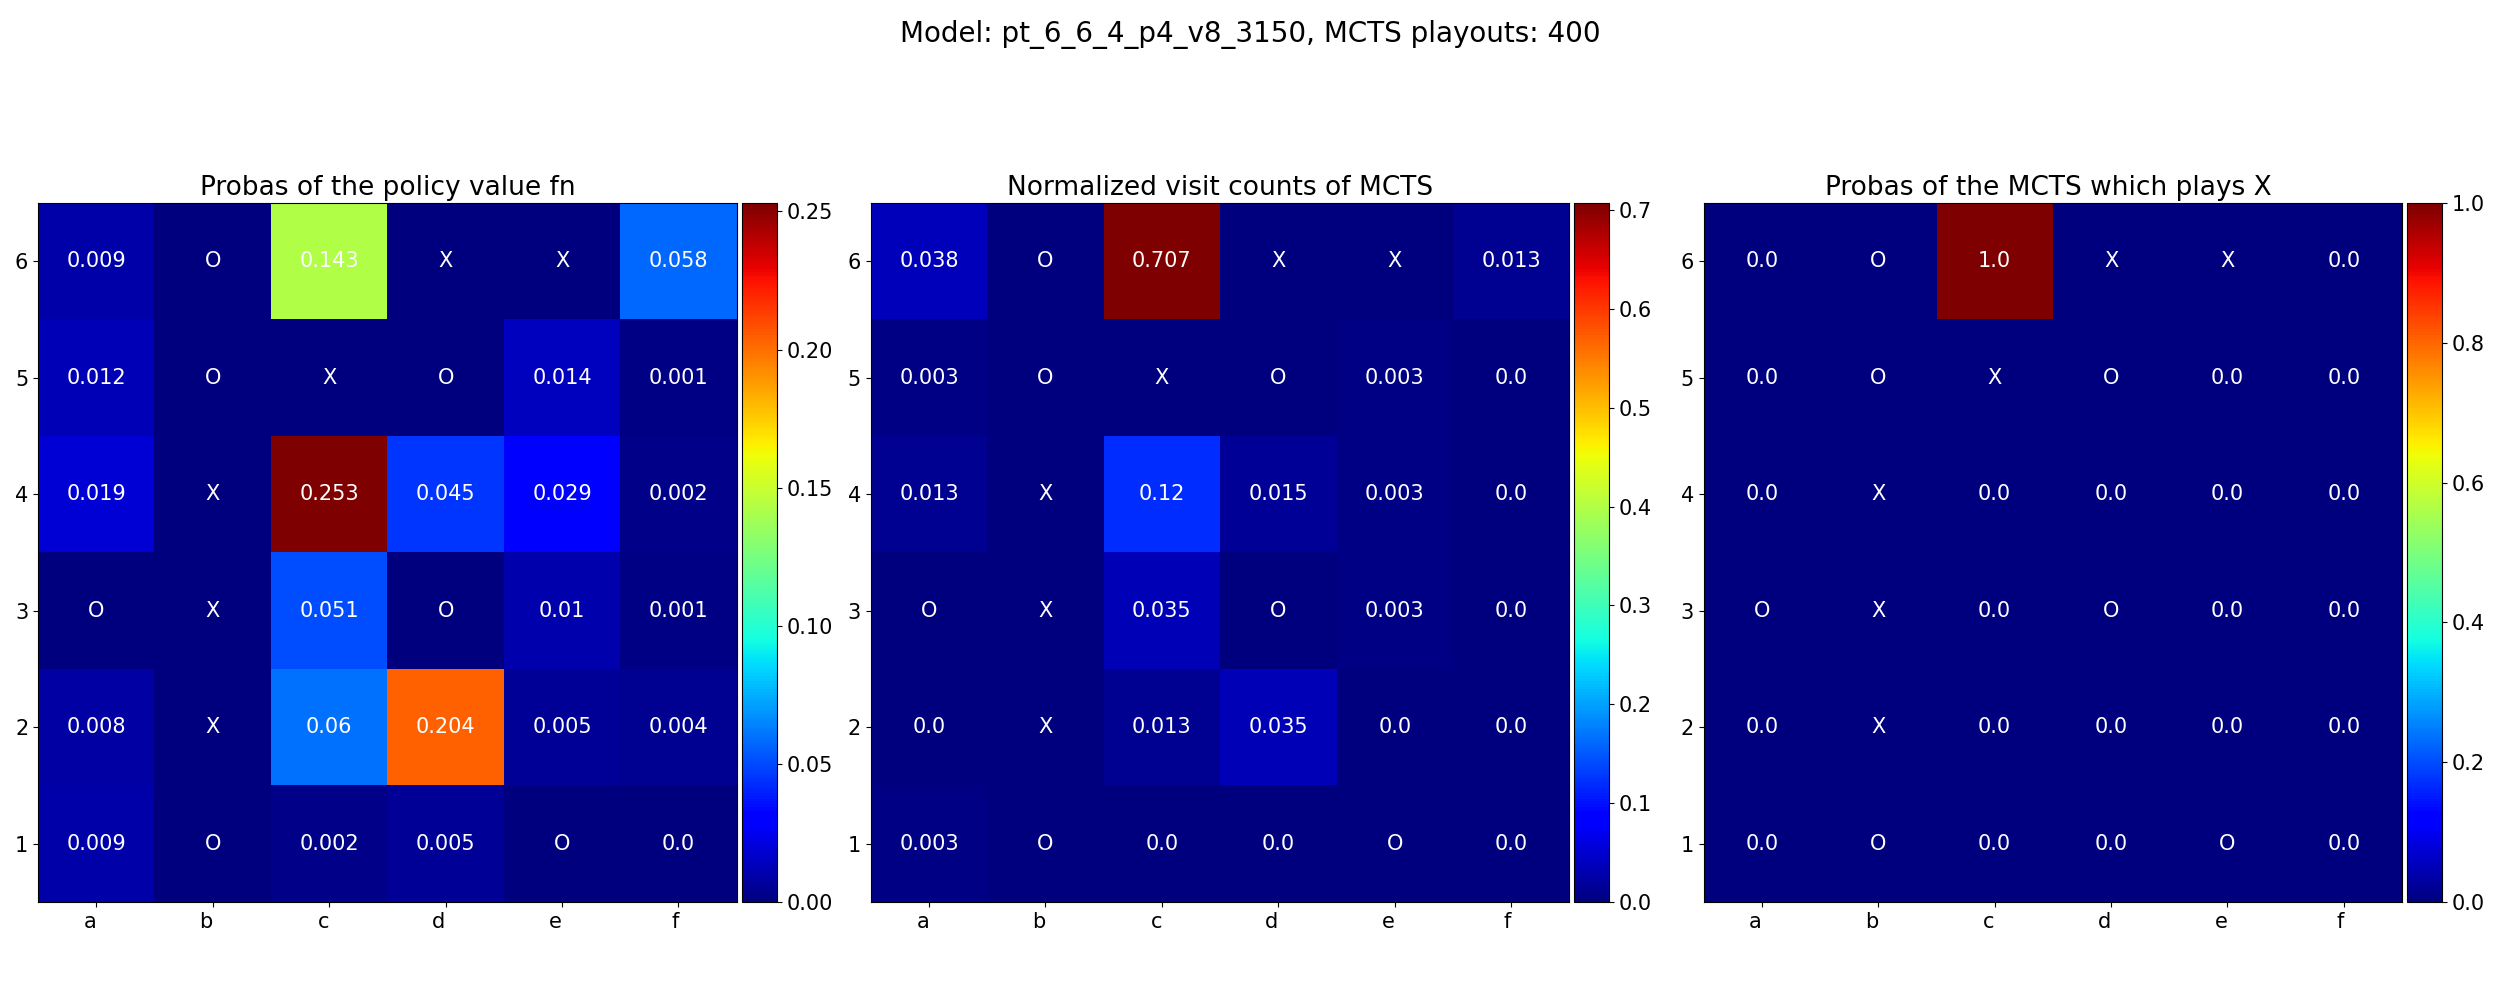 Model: pt_6_6_4_p4_v8_3150, MCTS playouts: 400
Probas of the policy value fn
6 0.009 O 0.143 X X 0.058
5 0.012 O X O 0.014 0.001
4 0.019 X 0.253 0.045 0.029 0.002
3 O X 0.051 O 0.01 0.001
2 0.008 X 0.06 0.204 0.005 0.004
1 0.009 O 0.002 0.005 O 0.0
a b c d e f
0.25
0.20
0.15
0.10
0.05
0.00
Normalized visit counts of MCTS
6 0.038 O 0.707 X X 0.013
5 0.003 O X O 0.003 0.0
4 0.013 X 0.12 0.015 0.003 0.0
3 O X 0.035 O 0.003 0.0
2 0.0 X 0.013 0.035 0.0 0.0
1 0.003 O 0.0 0.0 O 0.0
a b c d e f
0.7
0.6
0.5
0.4
0.3
0.2
0.1
0.0
Probas of the MCTS which plays X
6 0.0 O 1.0 X X 0.0
5 0.0 O X O 0.0 0.0
4 0.0 X 0.0 0.0 0.0 0.0
3 O X 0.0 O 0.0 0.0
2 0.0 X 0.0 0.0 0.0 0.0
1 0.0 O 0.0 0.0 O 0.0
a b c d e f
1.0
0.8
0.6
0.4
0.2
0.0